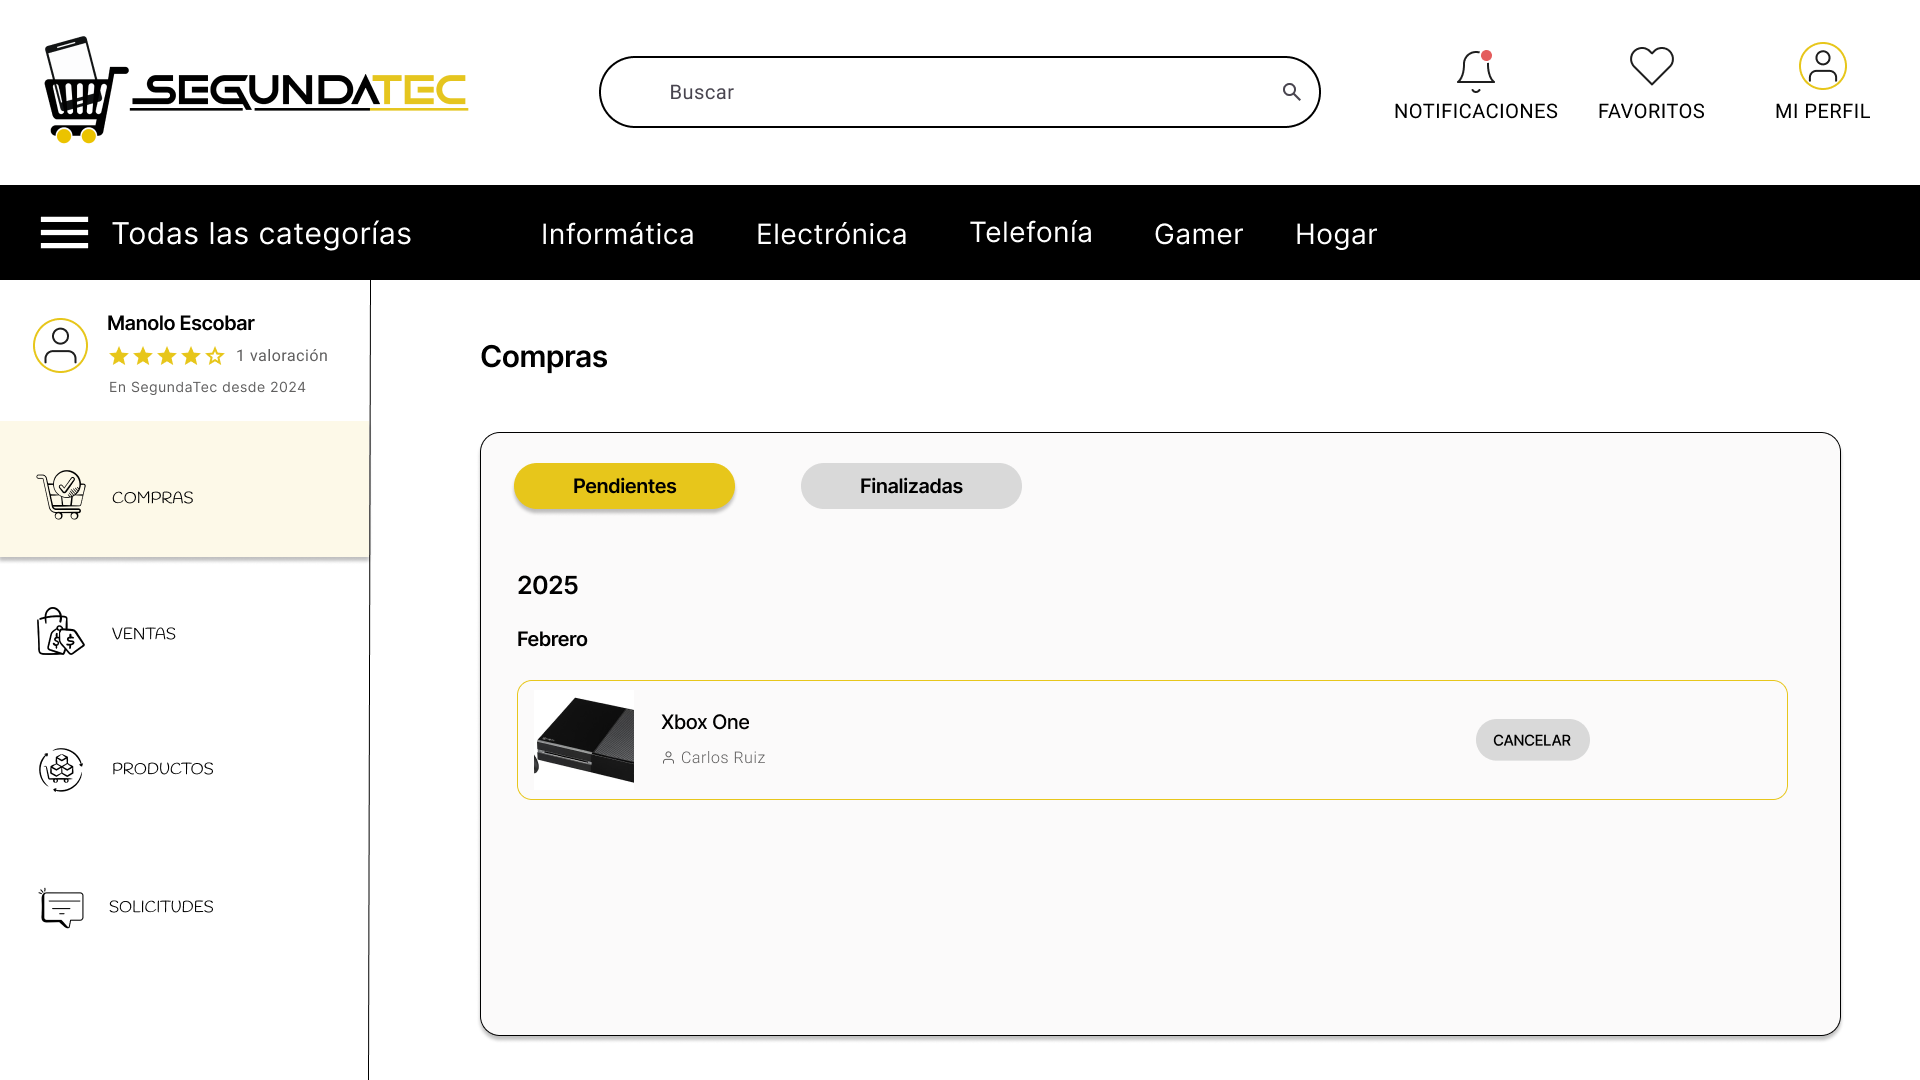 SEGUNDATEC
Buscar
NOTIFICACIONES
FAVORITOS
MI PERFIL
Todas las categorías
Informática
Electrónica
Telefonía
Gamer
Hogar
Manolo Escobar
1 valoración
En SegundaTec desde 2024
COMPRAS
VENTAS
PRODUCTOS
SOLICITUDES
Compras
Pendientes
Finalizadas
2025
Febrero
Xbox One
Carlos Ruiz
CANCELAR